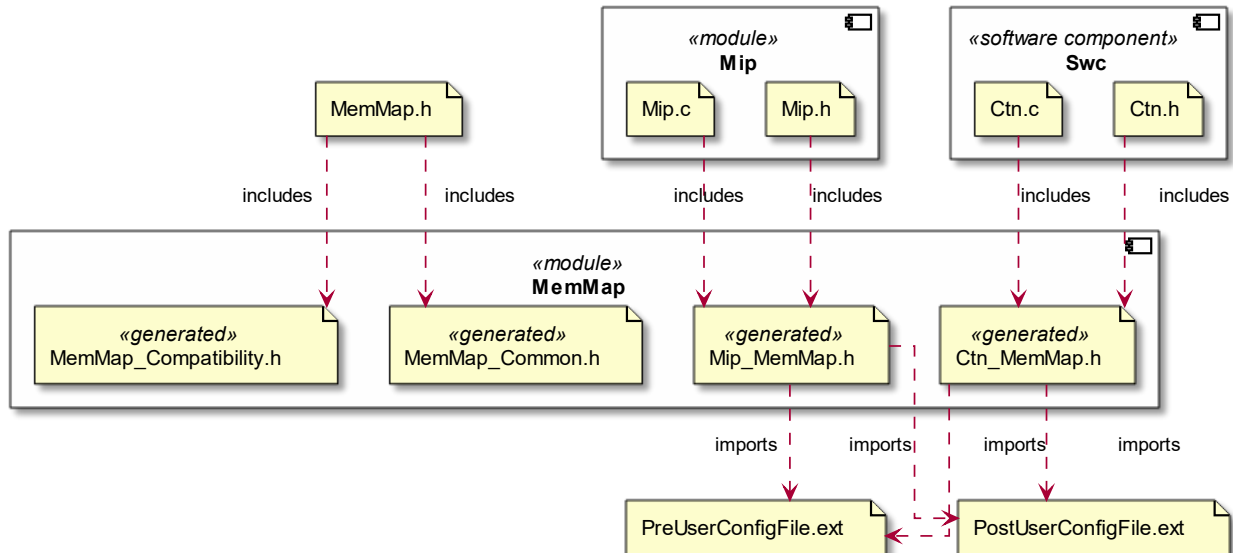 «module»
Mip
«software component»
Swc
MemMap.h
Mip.c
Mip.h
Ctn.c
Ctn.h
includes
includes
includes
includes
includes
includes
«module»
MemMap
«generated»
MemMap_Compatibility.h
«generated»
MemMap_Common.h
«generated»
Mip_MemMap.h
«generated»
Ctn_MemMap.h
imports
imports
imports
imports
PreUserConfigFile.ext
PostUserConfigFile.ext